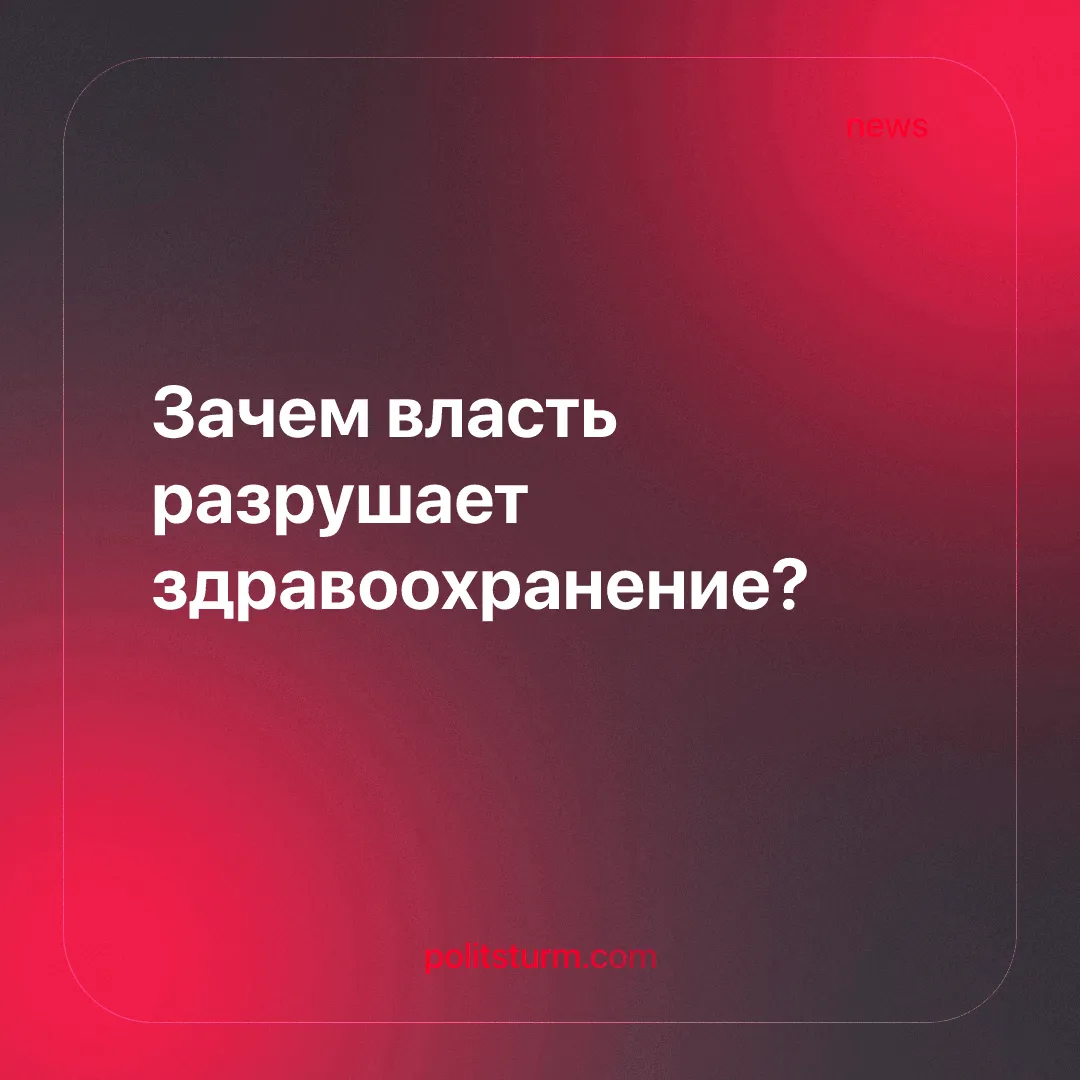 news
Зачем власть
разрушает
здравоохранение?
politsturm.com